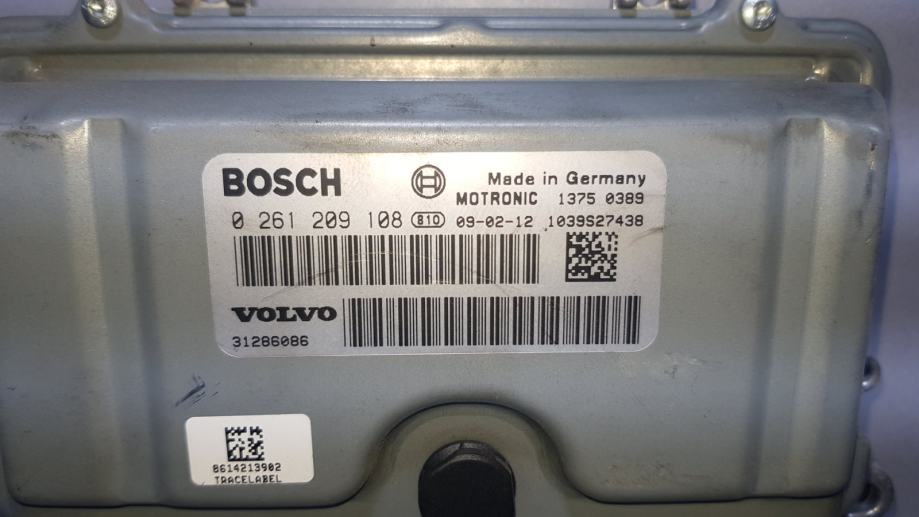 BOSCH Made in Germany
MOTRONIC 1375 0389
0 261 209 108 810 09-02-12 1039S27438
VOLVO
31286086
8614213902
TRACELABEL